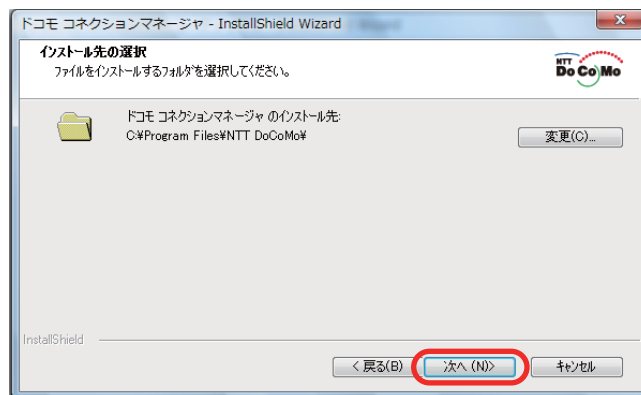 ドコモ コネクションマネージャ - InstallShield Wizard
インストール先の選択
ファイルをインストールするフォルダを選択してください。
NTT
DoCoMo
ドコモ コネクションマネージャ のインストール先:
C:¥Program Files¥NTT DoCoMo¥
変更(C)...
InstallShield
< 戻る(B)
次へ (N)>
キャンセル